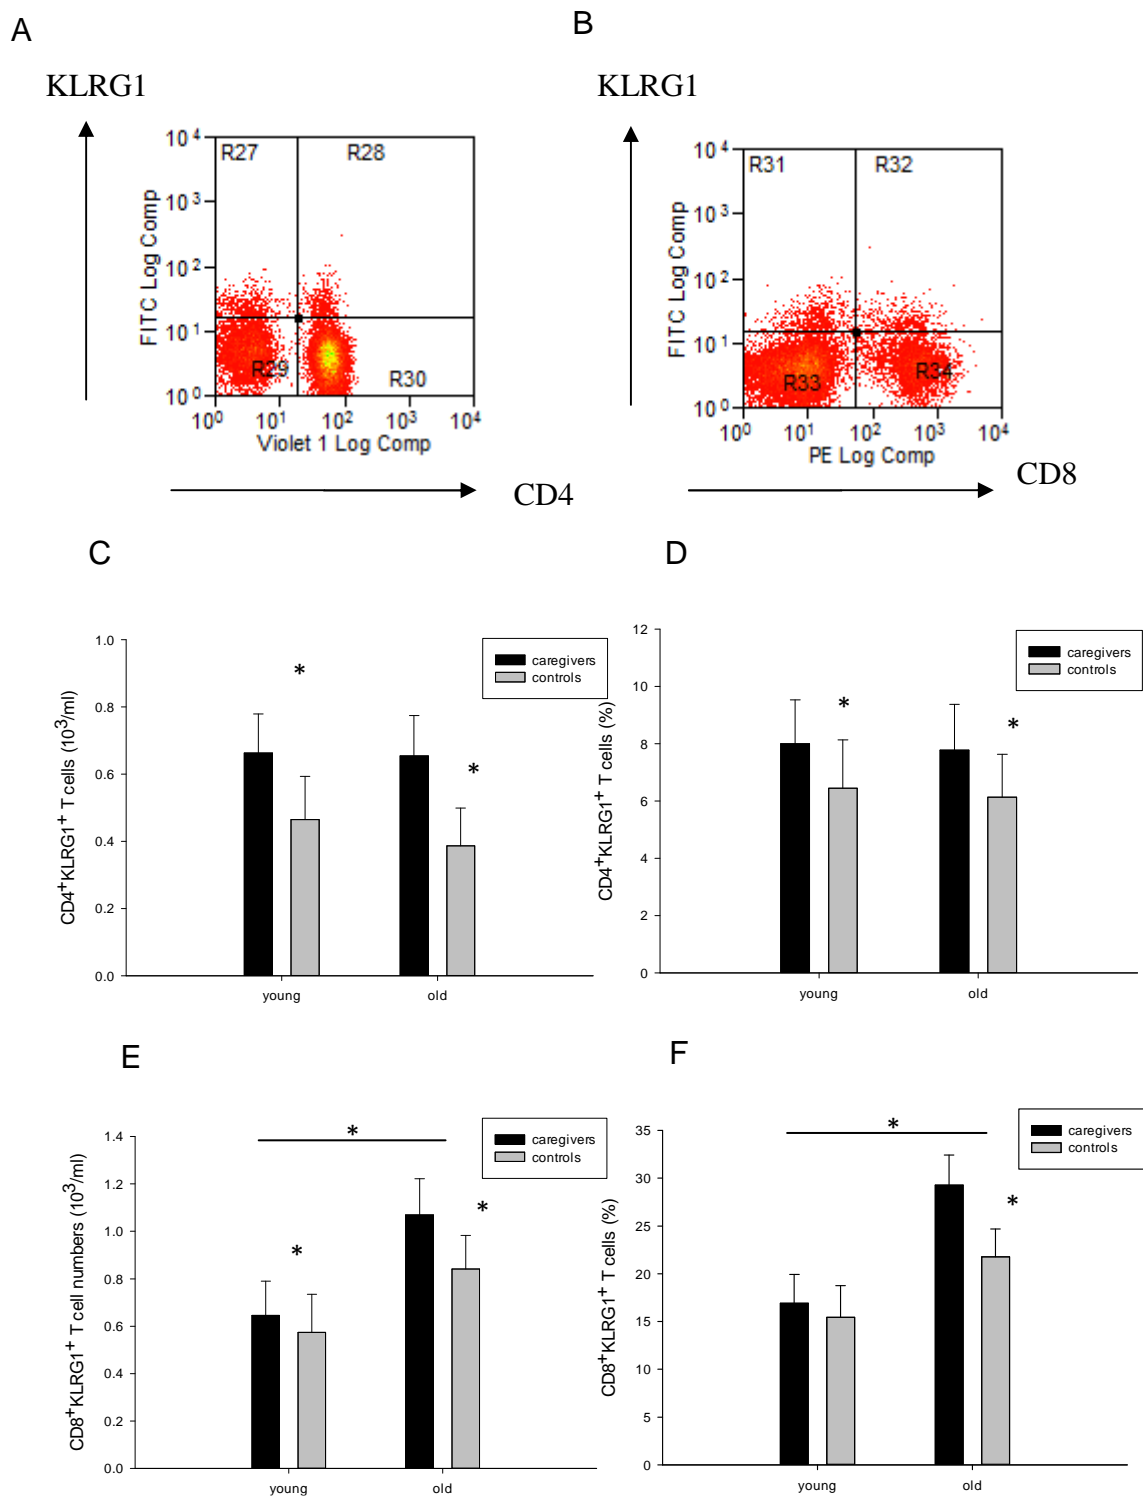 A
B
KLRG1
KLRG1
10⁴
R27
R28
10³
10²
10¹
10⁰
R29
R30
FITC Log Comp
10⁰ 10¹ 10² 10³ 10⁴
Violet 1 Log Comp
CD4
10⁴
R31
R32
10³
10²
10¹
10⁰
R33
R34
FITC Log Comp
10⁰ 10¹ 10² 10³ 10⁴
PE Log Comp
CD8
C
D
CD4⁺KLRG1⁺ T cells (10³/ml)
1.0
0.8
0.6
0.4
0.2
0.0
caregivers
controls
*
*
young
old
CD4⁺KLRG1⁺ T cells (%)
12
10
8
6
4
2
0
caregivers
controls
*
*
young
old
E
F
CD8⁺KLRG1⁺ T cell numbers (10³/ml)
1.4
1.2
1.0
0.8
0.6
0.4
0.2
0.0
caregivers
controls
*
*
*
young
old
CD8⁺KLRG1⁺ T cells (%)
35
30
25
20
15
10
5
0
caregivers
controls
*
*
young
old